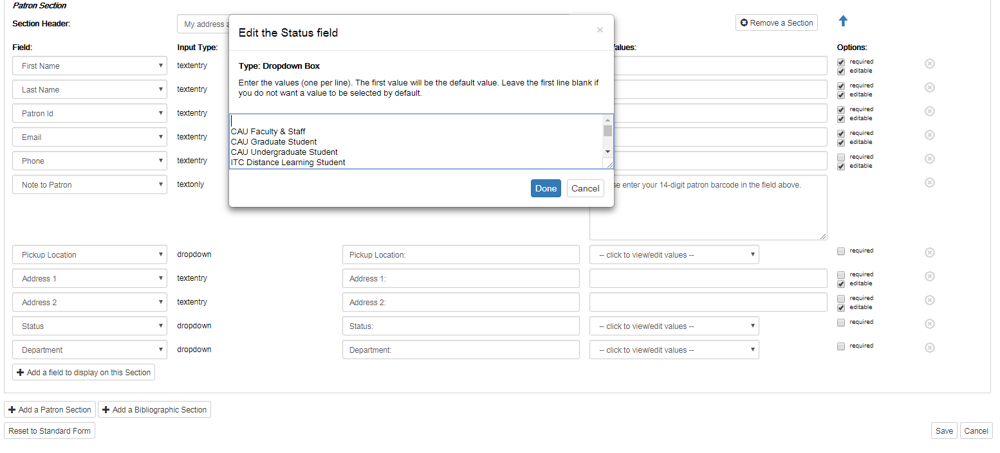 Patron Section
Section Header:
My address a
Remove a Section
Edit the Status field
×
Type: Dropdown Box
Enter the values (one per line). The first value will be the default value. Leave the first line blank if
you do not want a value to be selected by default.
CAU Faculty & Staff
CAU Graduate Student
CAU Undergraduate Student
ITC Distance Learning Student
Done Cancel
Field: Input Type: alues: Options:
First Name textentry required
editable
Last Name textentry required
editable
Patron Id textentry required
editable
Email textentry required
editable
Phone textentry required
editable
Note to Patron textonly se enter your 14-digit patron barcode in the field above.
Pickup Location dropdown Pickup Location: -- click to view/edit values -- required
Address 1 textentry Address 1: required
editable
Address 2 textentry Address 2: required
editable
Status dropdown Status: -- click to view/edit values -- required
Department dropdown Department: -- click to view/edit values -- required
Add a field to display on this Section
Add a Patron Section Add a Bibliographic Section
Reset to Standard Form Save Cancel